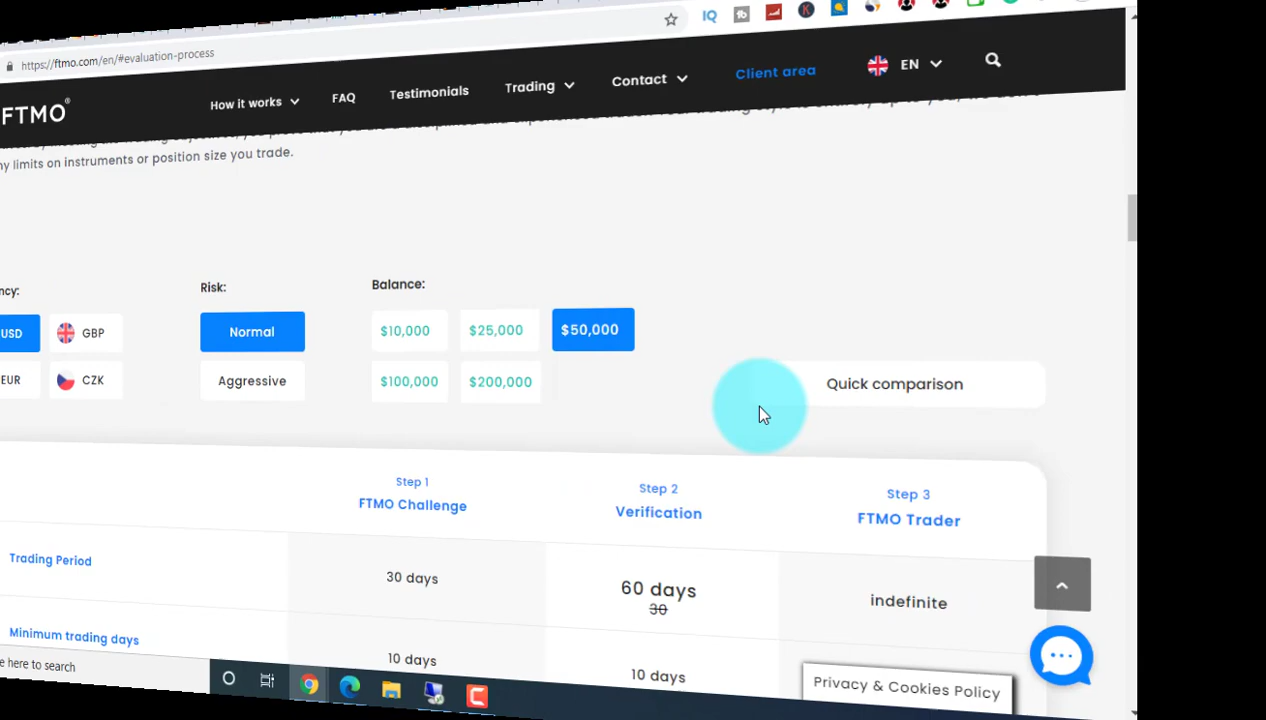 https://ftmo.com/en/#evaluation-process
IQ
FTMO®
How it works
FAQ
Testimonials
Trading
Contact
Client area
EN
limits on instruments or position size you trade.
Risk:
Balance:
USD
GBP
Normal
$10,000
$25,000
$50,000
EUR
CZK
Aggressive
$100,000
$200,000
Quick comparison
Step 1
FTMO Challenge
Step 2
Verification
Step 3
FTMO Trader
Trading Period
30 days
60 days
30
indefinite
Minimum trading days
10 days
10 days
here to search
Privacy & Cookies Policy